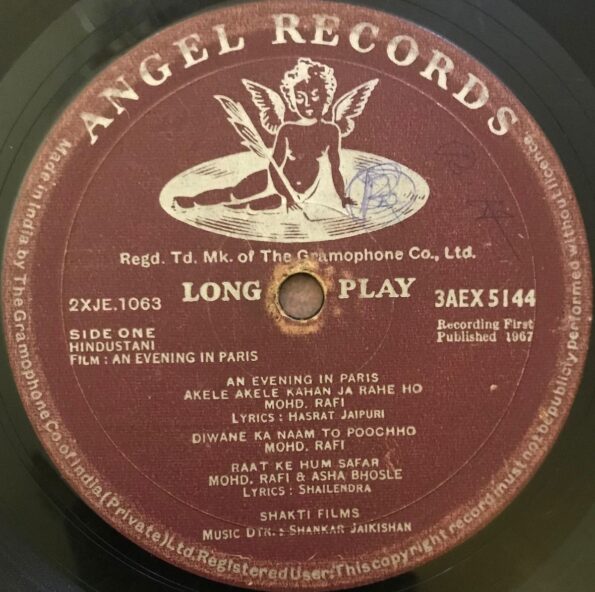 ANGEL RECORDS
Regd. Td. Mk. of The Gramophone Co., Ltd.
LONG PLAY
2XJE.1063
3AEX 5144
SIDE ONE
HINDUSTANI
FILM : AN EVENING IN PARIS
Recording First
Published 1967
AN EVENING IN PARIS
AKELE AKELE KAHAN JA RAHE HO
MOHD. RAFI
LYRICS : HASRAT JAIPURI
DIWANE KA NAAM TO POOCHHO
MOHD. RAFI
RAAT KE HUM SAFAR
MOHD. RAFI & ASHA BHOSLE
LYRICS : SHAILENDRA
SHAKTI FILMS
MUSIC DTR. : SHANKAR JAIKISHAN
Made in India by The Gramophone Co. of India (Private) Ltd. Registered User: This copyright record must not be publicly performed without licence.